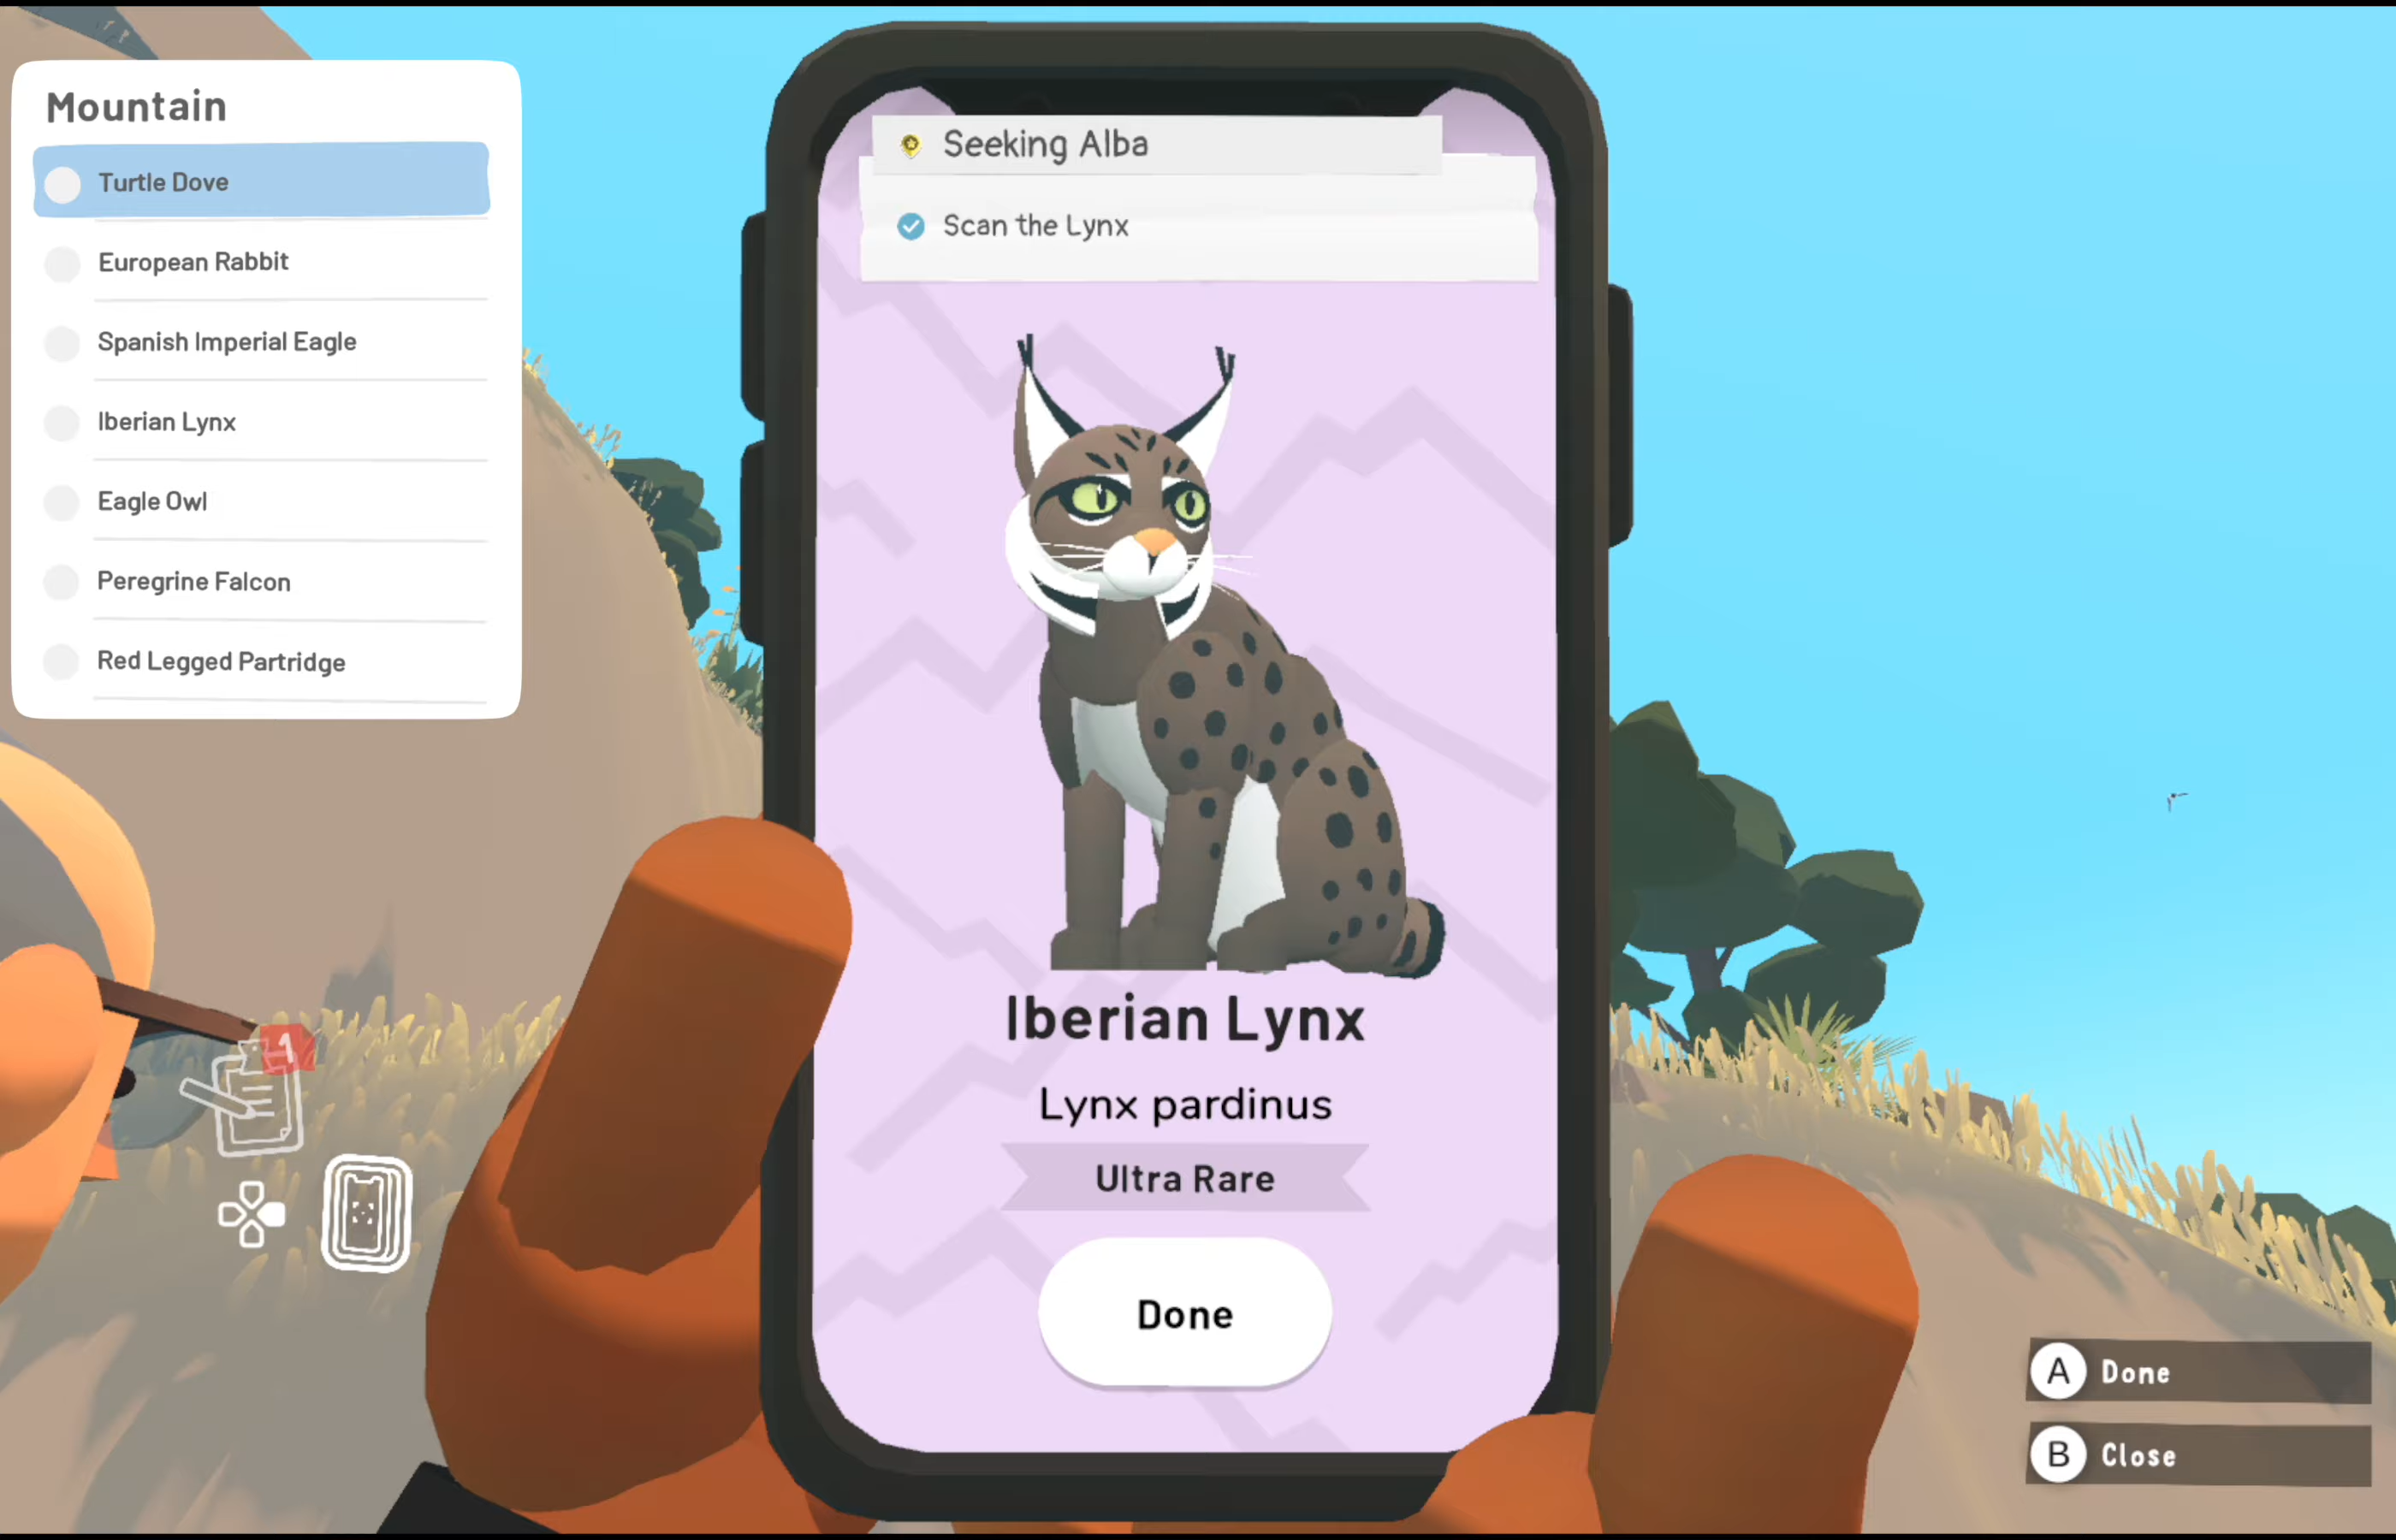 Mountain
Turtle Dove
European Rabbit
Spanish Imperial Eagle
Iberian Lynx
Eagle Owl
Peregrine Falcon
Red Legged Partridge
Seeking Alba
Scan the Lynx
Iberian Lynx
Lynx pardinus
Ultra Rare
Done
1
A Done
B Close